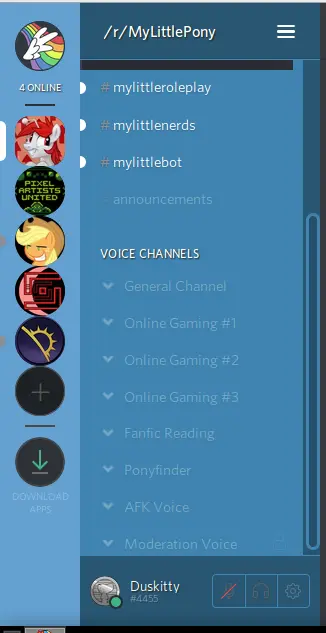 /r/MyLittlePony
4 ONLINE
# mylittleroleplay
# mylittlenerds
# mylittlebot
announcements
PIXEL
ARTISTS
UNITED
VOICE CHANNELS
General Channel
Online Gaming #1
Online Gaming #2
Online Gaming #3
Fanfic Reading
Ponyfinder
AFK Voice
Moderation Voice
DOWNLOAD
APPS
Duskitty
#4455